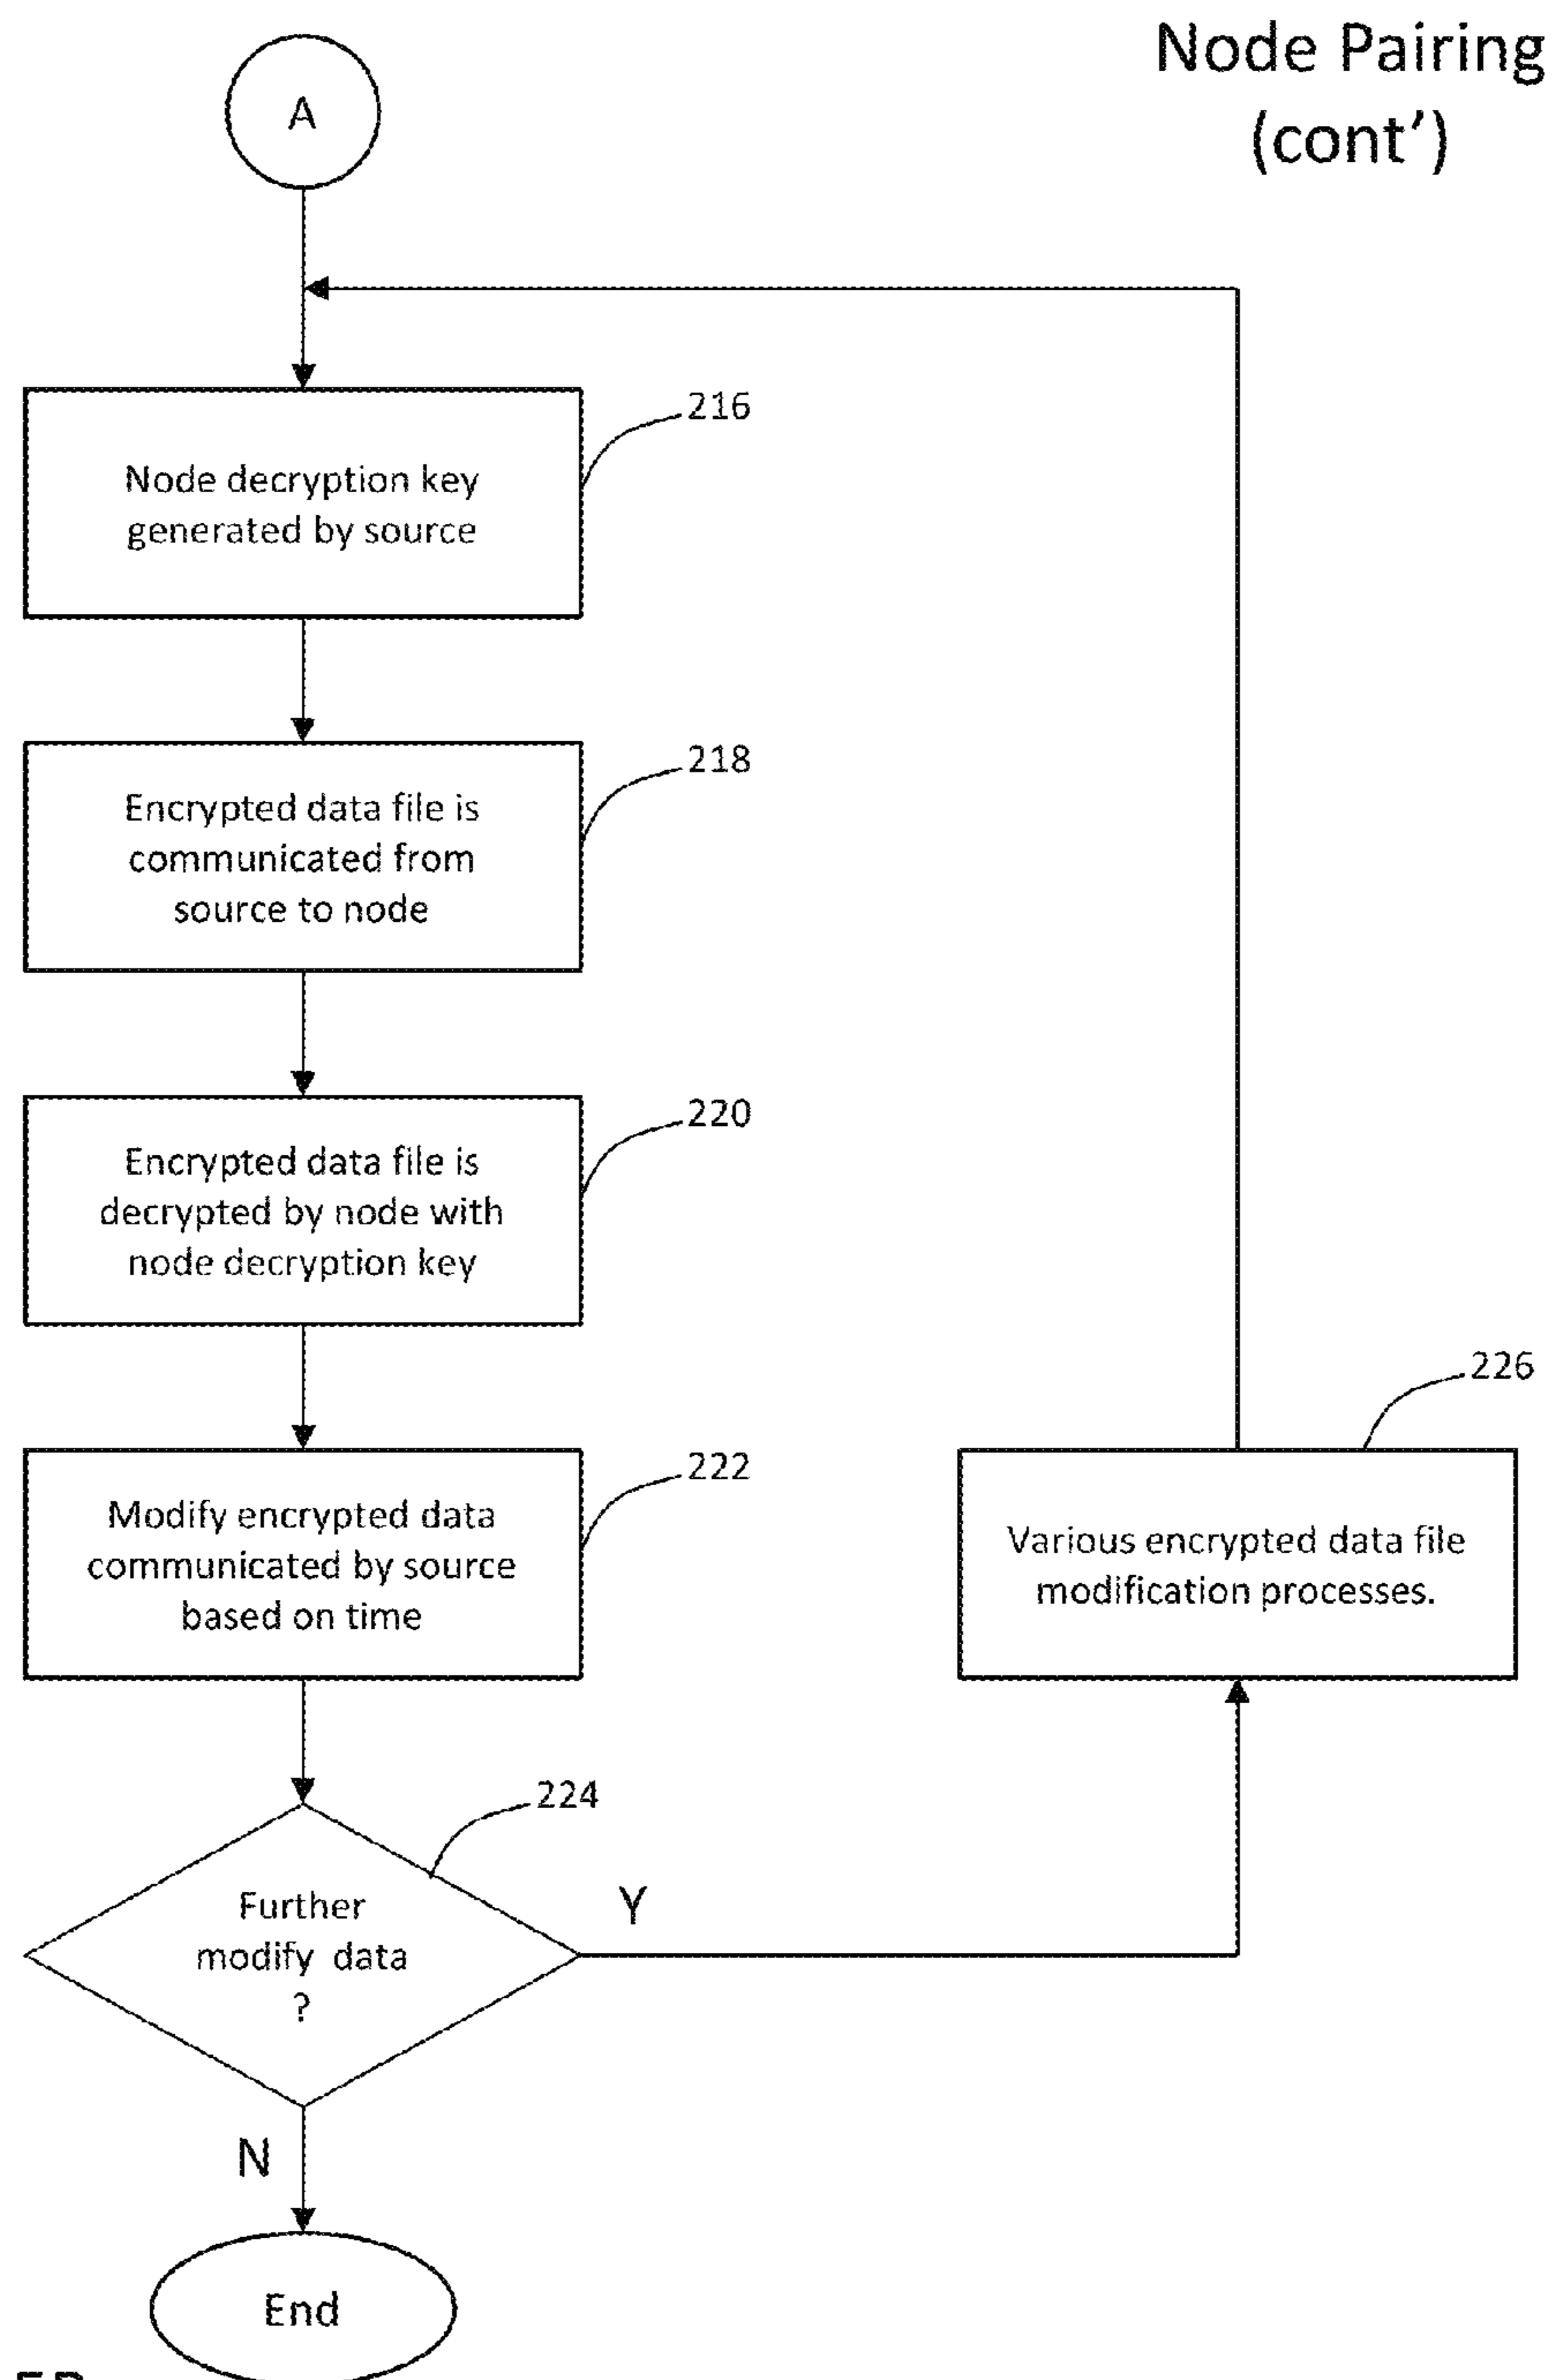 Node Pairing
(cont')
A
216
Node decryption key
generated by source
218
Encrypted data file is
communicated from
source to node
220
Encrypted data file is
decrypted by node with
node decryption key
226
222
Modify encrypted data
communicated by source
based on time
Various encrypted data file
modification processes.
224
Further
modify data
?
Y
N
End